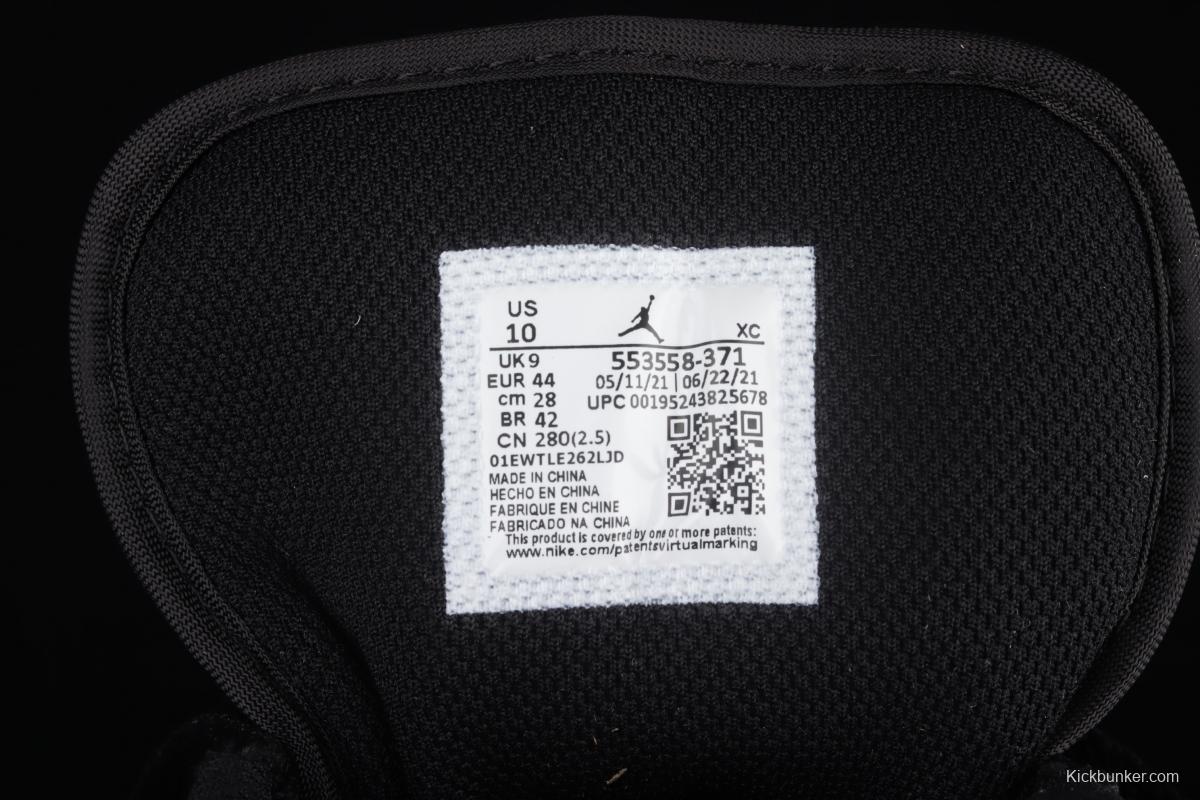 US
10
XC
UK 9
553558-371
EUR 44
05/11/21 | 06/22/21
cm 28
UPC 00195243825678
BR 42
CN 280(2.5)
01EWTLE262LJD
MADE IN CHINA
HECHO EN CHINA
FABRIQUE EN CHINE
FABRICADO NA CHINA
This product is covered by one or more patents:
www.nike.com/patentsvirtualmarking
Kickbunker.com